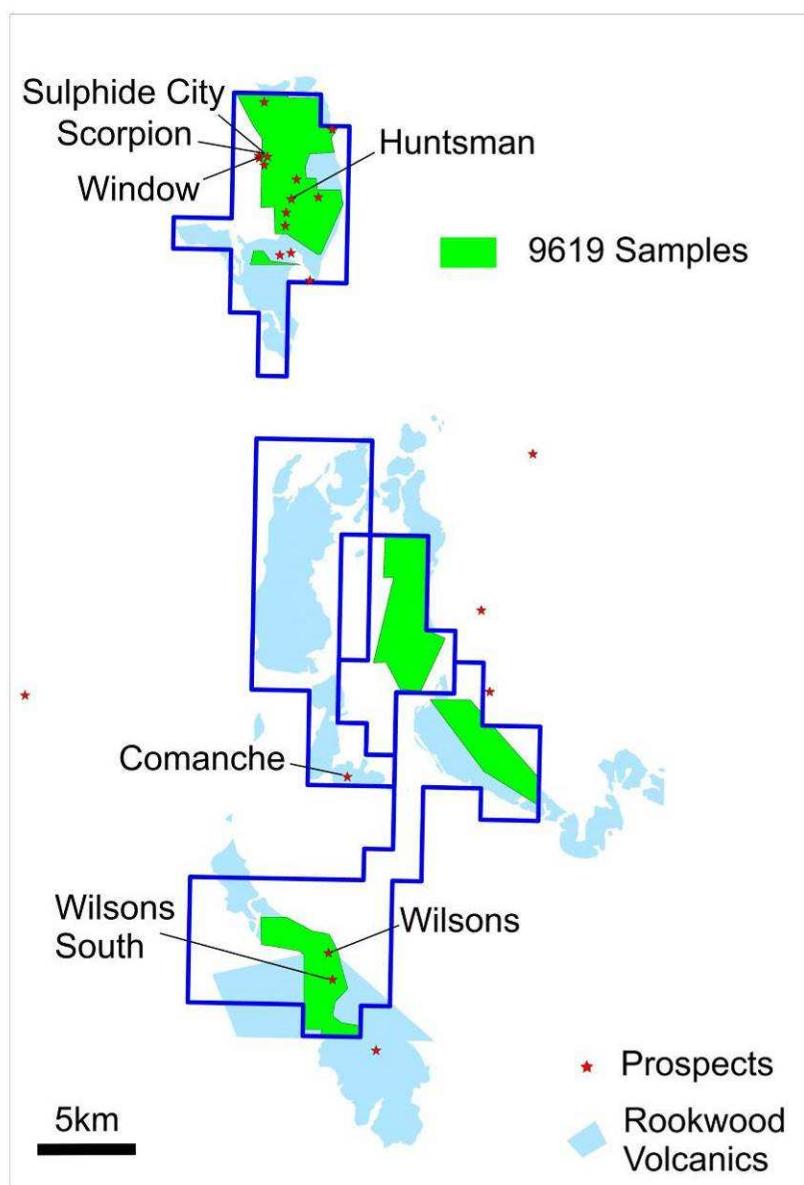 Sulphide City
Scorpion
Window
Huntsman
9619 Samples
Comanche
Wilsons
South
Wilsons
5km
Prospects
Rookwood
Volcanics